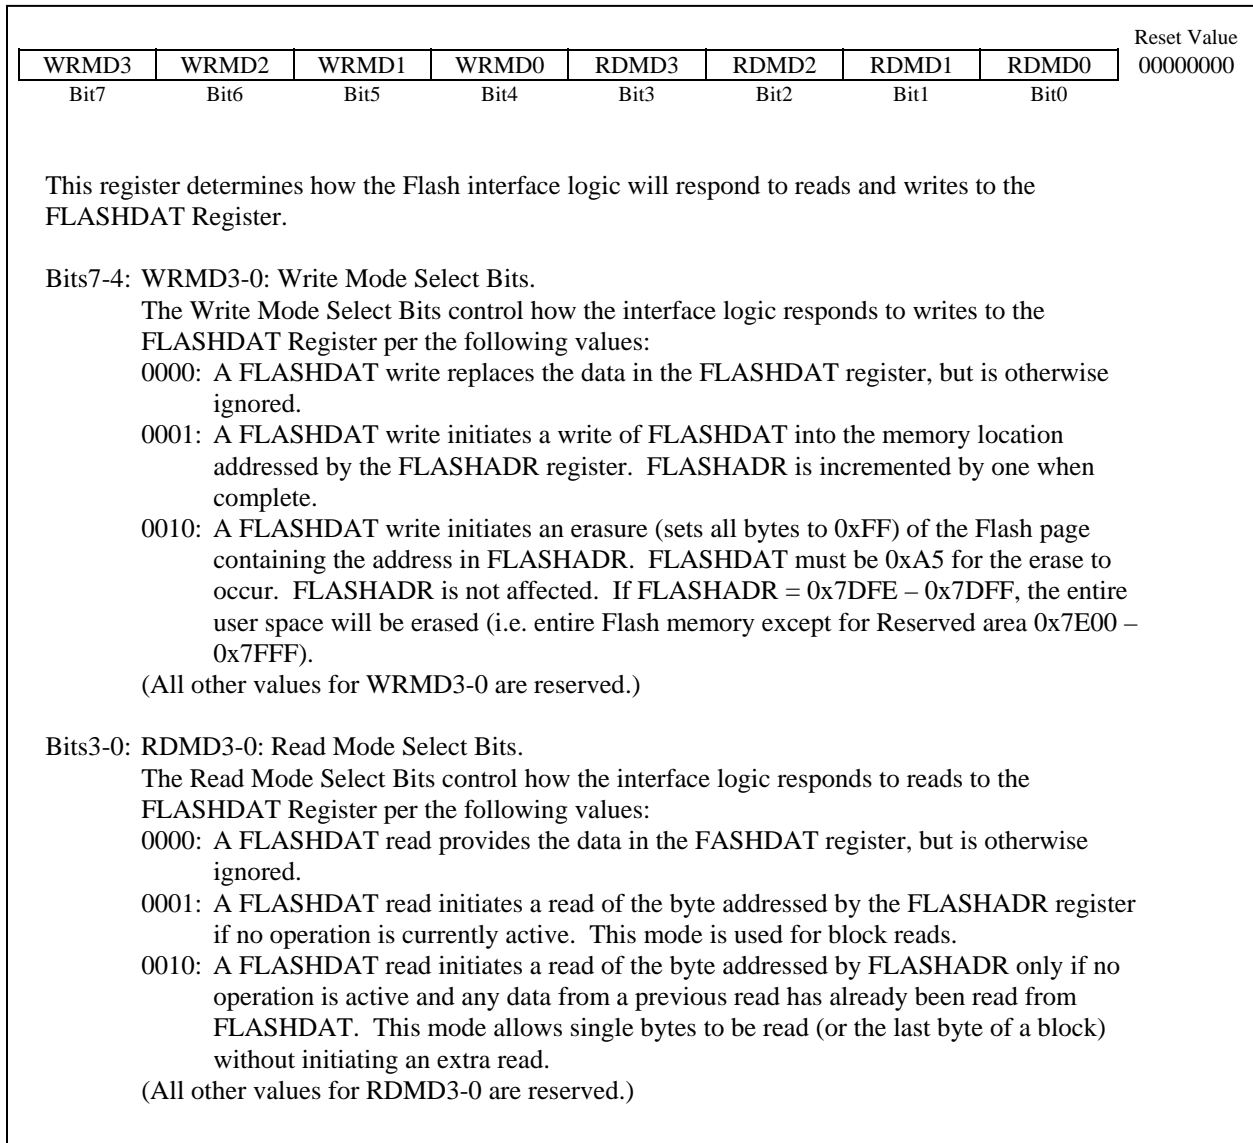 Reset Value
WRMD3 WRMD2 WRMD1 WRMD0 RDMD3 RDMD2 RDMD1 RDMD0 00000000
Bit7 Bit6 Bit5 Bit4 Bit3 Bit2 Bit1 Bit0
This register determines how the Flash interface logic will respond to reads and writes to the
FLASHDAT Register.
Bits7-4: WRMD3-0: Write Mode Select Bits.
The Write Mode Select Bits control how the interface logic responds to writes to the
FLASHDAT Register per the following values:
0000: A FLASHDAT write replaces the data in the FLASHDAT register, but is otherwise
ignored.
0001: A FLASHDAT write initiates a write of FLASHDAT into the memory location
addressed by the FLASHADR register. FLASHADR is incremented by one when
complete.
0010: A FLASHDAT write initiates an erasure (sets all bytes to 0xFF) of the Flash page
containing the address in FLASHADR. FLASHDAT must be 0xA5 for the erase to
occur. FLASHADR is not affected. If FLASHADR = 0x7DFE – 0x7DFF, the entire
user space will be erased (i.e. entire Flash memory except for Reserved area 0x7E00 –
0x7FFF).
(All other values for WRMD3-0 are reserved.)
Bits3-0: RDMD3-0: Read Mode Select Bits.
The Read Mode Select Bits control how the interface logic responds to reads to the
FLASHDAT Register per the following values:
0000: A FLASHDAT read provides the data in the FASHDAT register, but is otherwise
ignored.
0001: A FLASHDAT read initiates a read of the byte addressed by the FLASHADR register
if no operation is currently active. This mode is used for block reads.
0010: A FLASHDAT read initiates a read of the byte addressed by FLASHADR only if no
operation is active and any data from a previous read has already been read from
FLASHDAT. This mode allows single bytes to be read (or the last byte of a block)
without initiating an extra read.
(All other values for RDMD3-0 are reserved.)